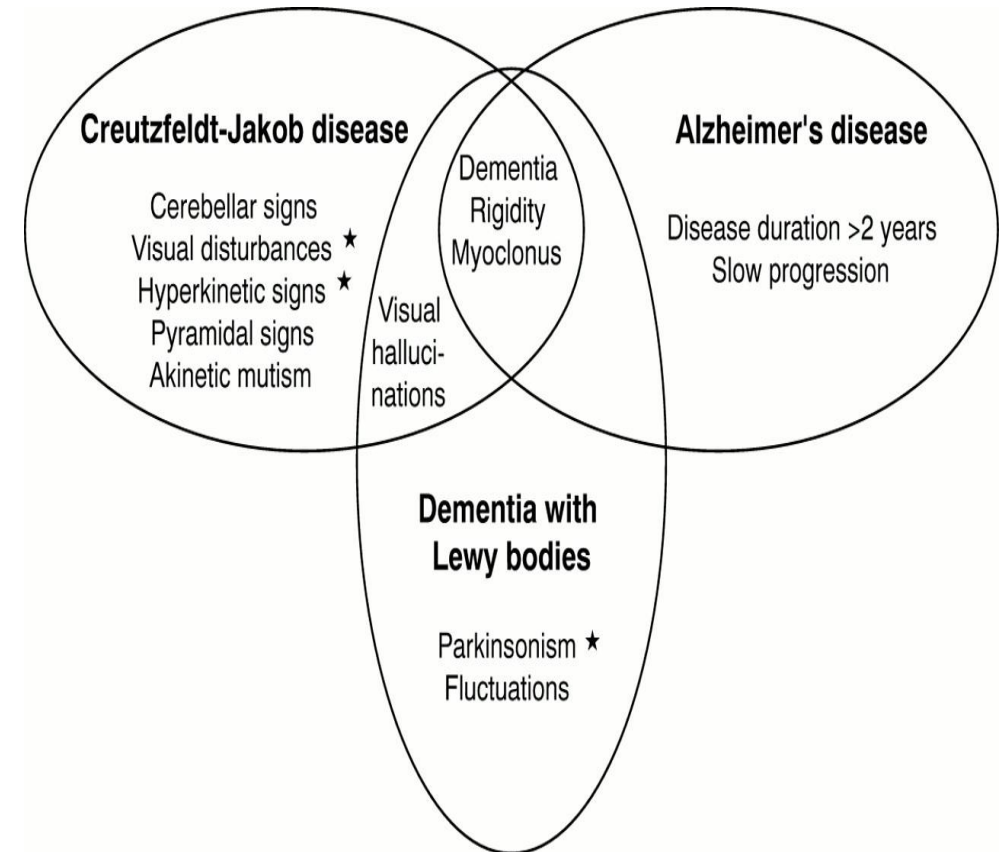 Creutzfeldt-Jakob disease
Cerebellar signs
Visual disturbances ★
Hyperkinetic signs ★
Pyramidal signs
Akinetic mutism
Dementia
Rigidity
Myoclonus
Visual
halluci-
nations
Alzheimer's disease
Disease duration >2 years
Slow progression
Dementia with
Lewy bodies
Parkinsonism ★
Fluctuations